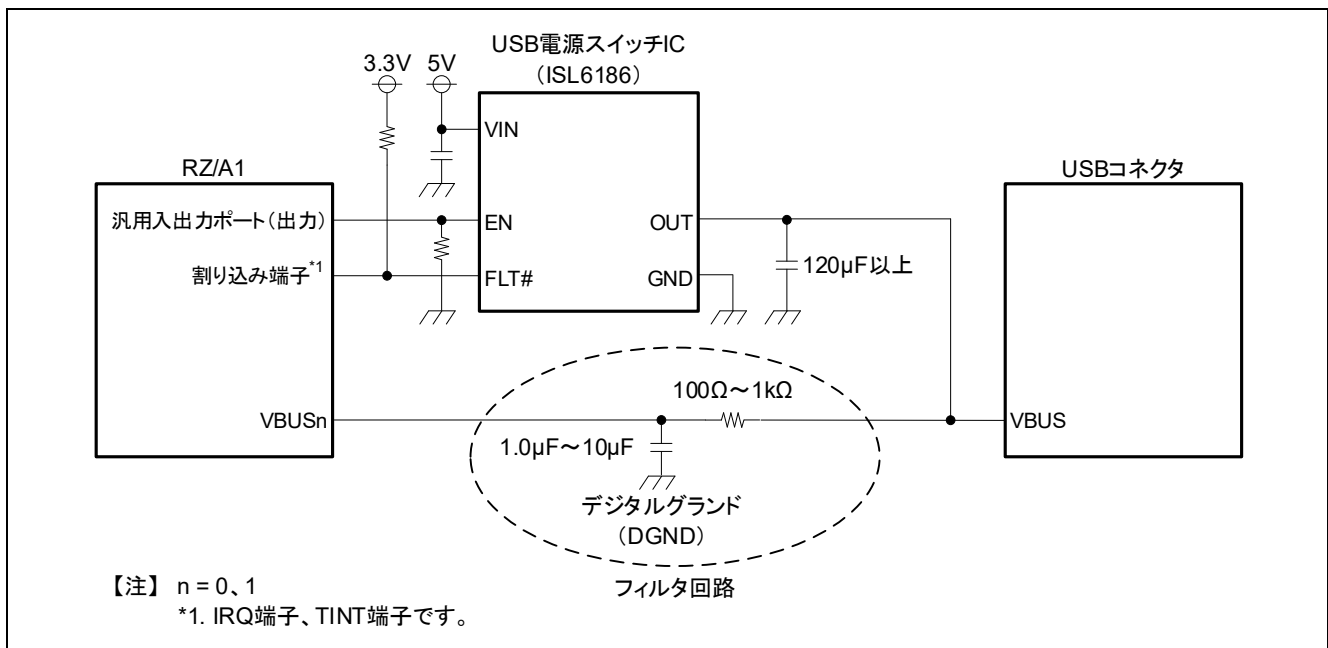 USB電源スイッチIC
(ISL6186)
3.3V 5V
VIN
RZ/A1
USBコネクタ
汎用入出力ポート(出力)
EN
OUT
割り込み端子*1
FLT#
GND
120μF以上
100Ω～1kΩ
VBUSn
VBUS
1.0μF～10μF
デジタルグランド
(DGND)
フィルタ回路
【注】 n = 0、1
*1. IRQ端子、TINT端子です。